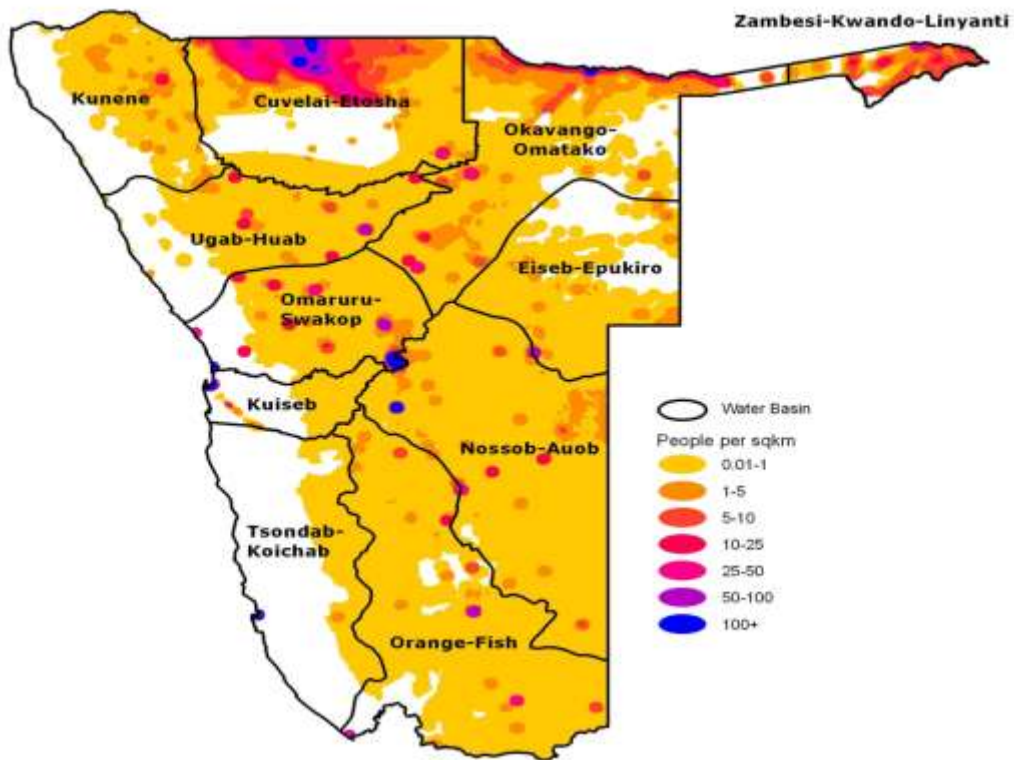 Zambesi-Kwando-Linyanti
Kunene
Cuvelai-Etosha
Okavango-
Omatako
Ugab-Huab
Eiseb-Epukiro
Omaruru-
Swakop
Kuiseb
Water Basin
People per sqkm
Nossob-Auob
0.01-1
1-5
5-10
Tsondab-
Koichab
10-25
25-50
50-100
100+
Orange-Fish